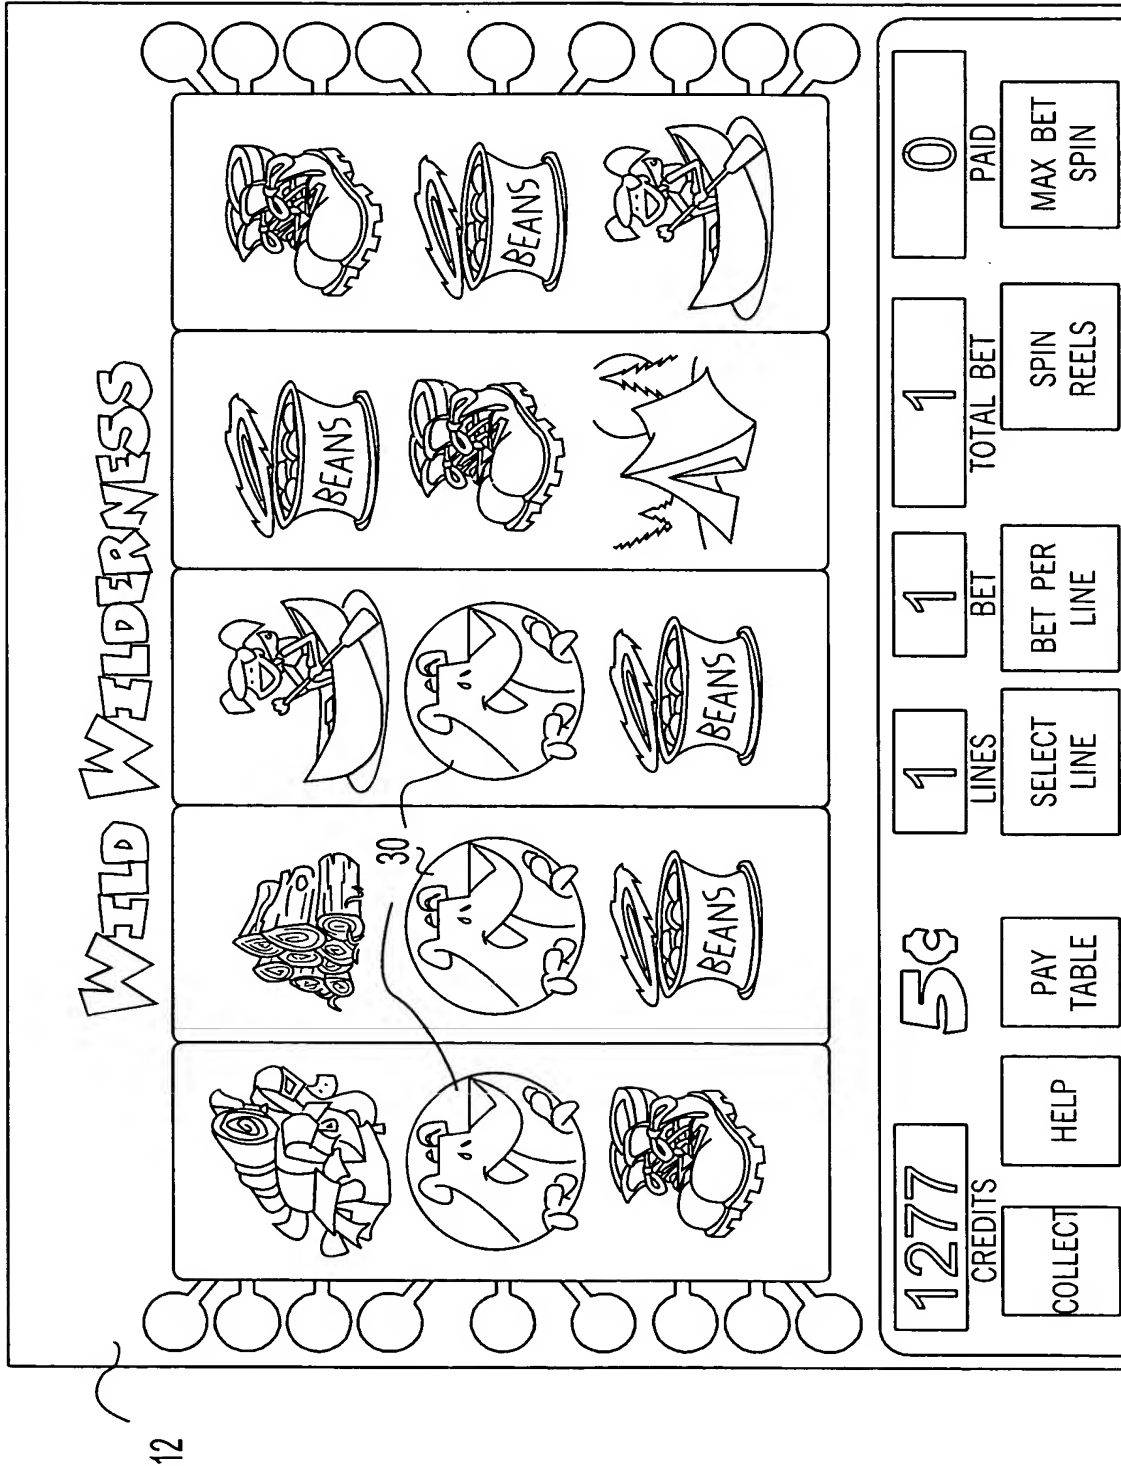 12
WILD WILDERNESS
BEANS
BEANS
30
BEANS
BEANS
1277
5¢
1
1
1
0
CREDITS
LINES
BET
TOTAL BET
PAID
COLLECT
HELP
PAY
TABLE
SELECT
LINE
BET PER
LINE
SPIN
REELS
MAX BET
SPIN